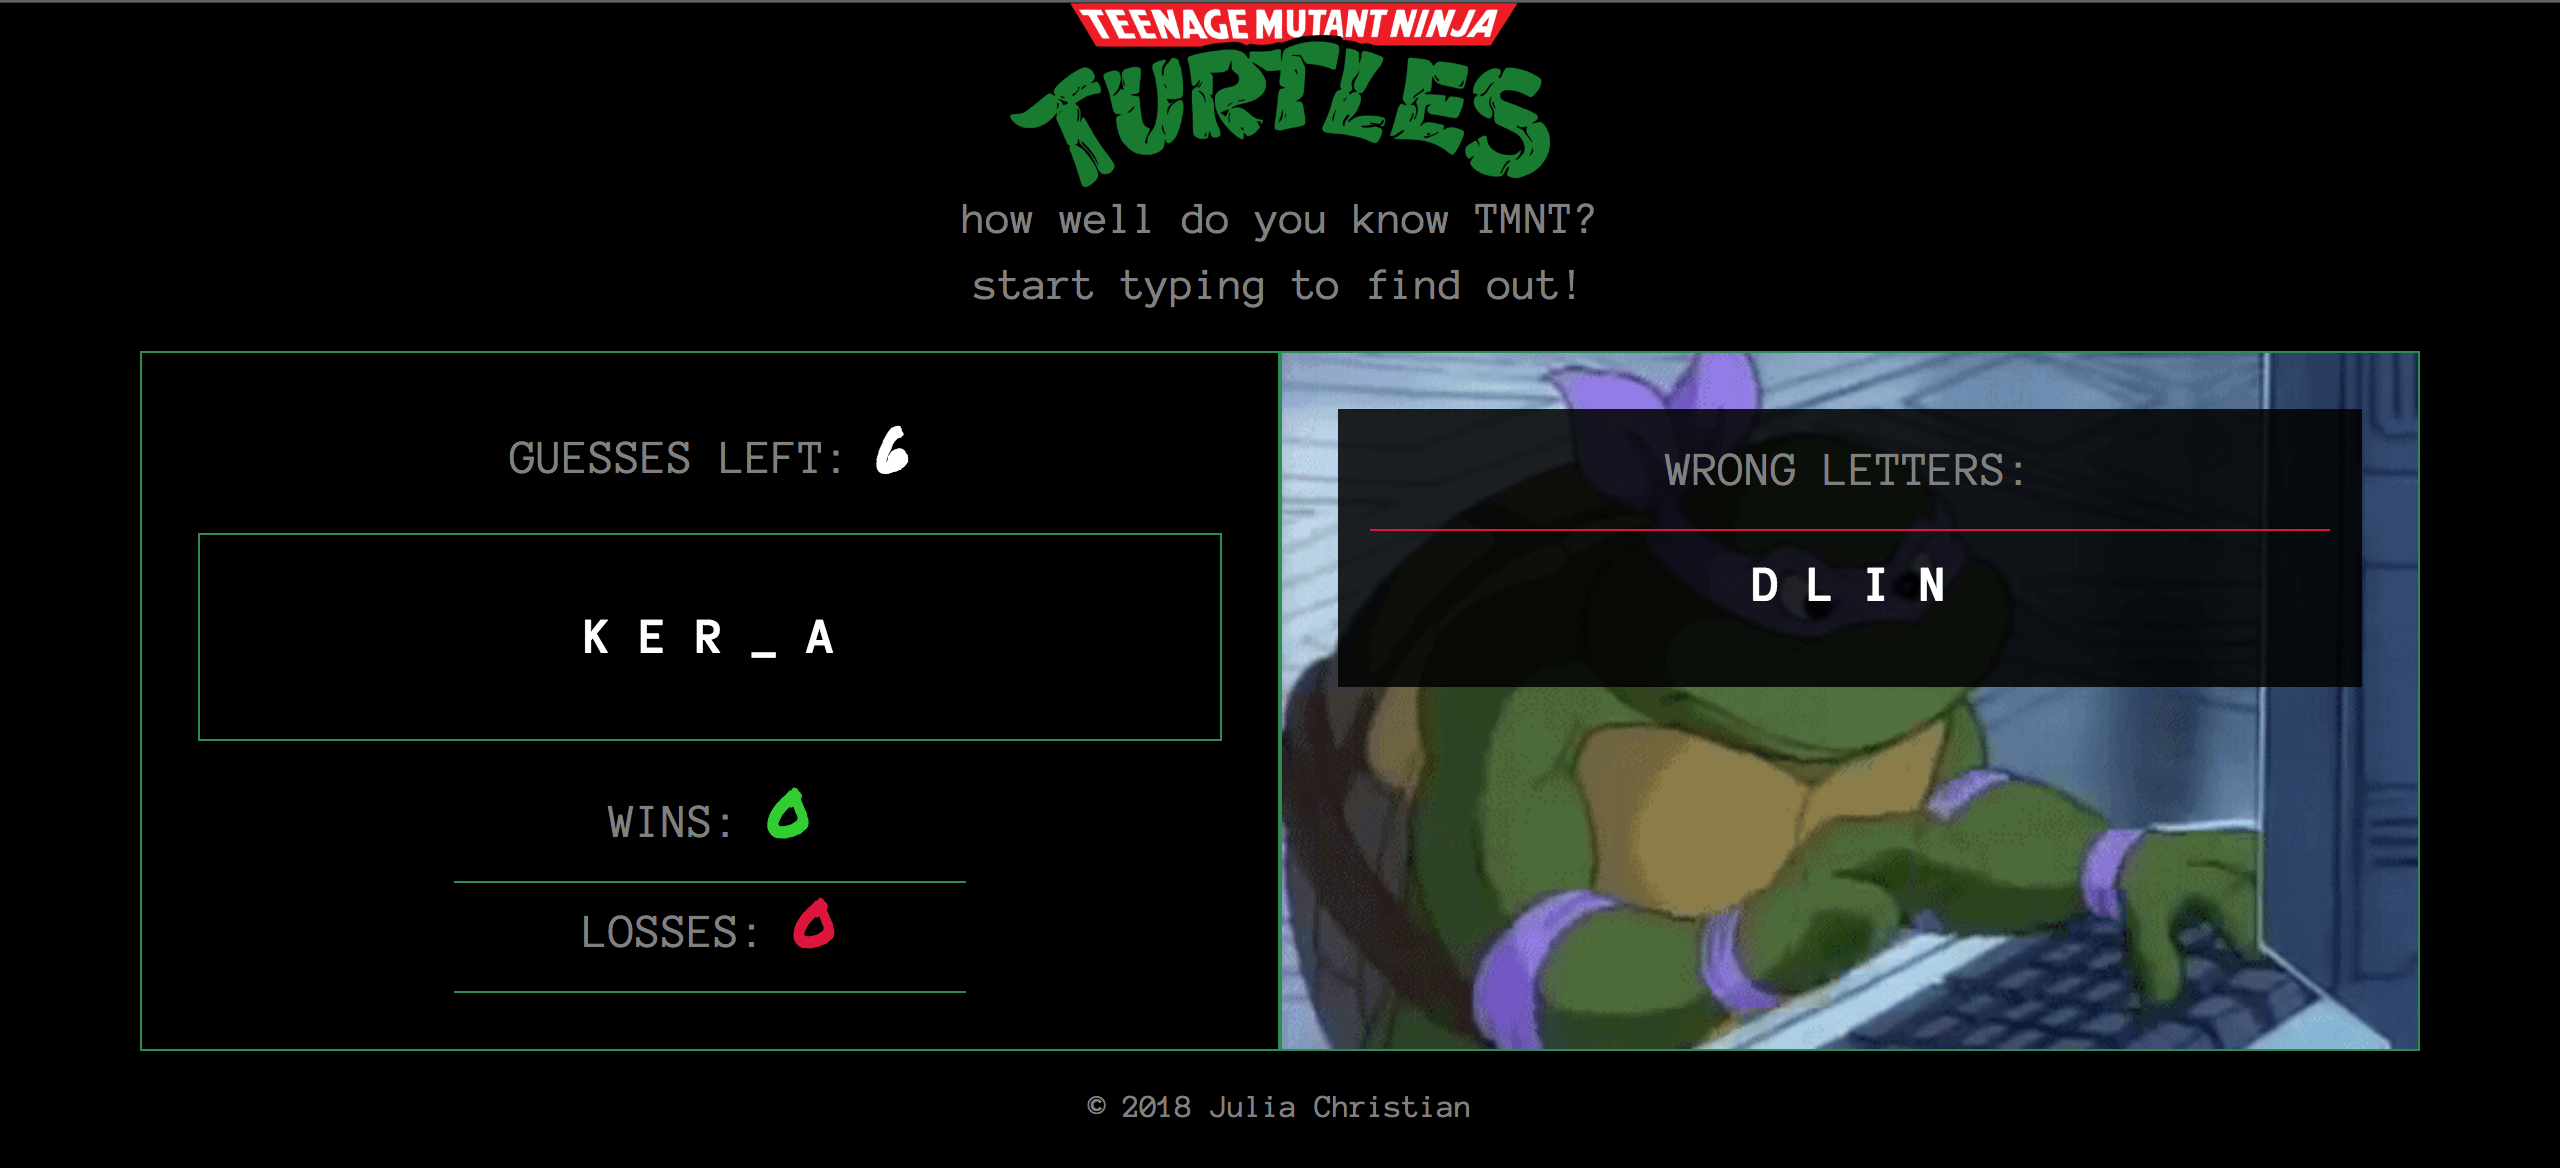 TEENAGE MUTANT NINJA
TURTLES
how well do you know TMNT?
start typing to find out!
GUESSES LEFT: 6
K E R _ A
WINS: 0
LOSSES: 0
WRONG LETTERS:
D L I N
© 2018 Julia Christian